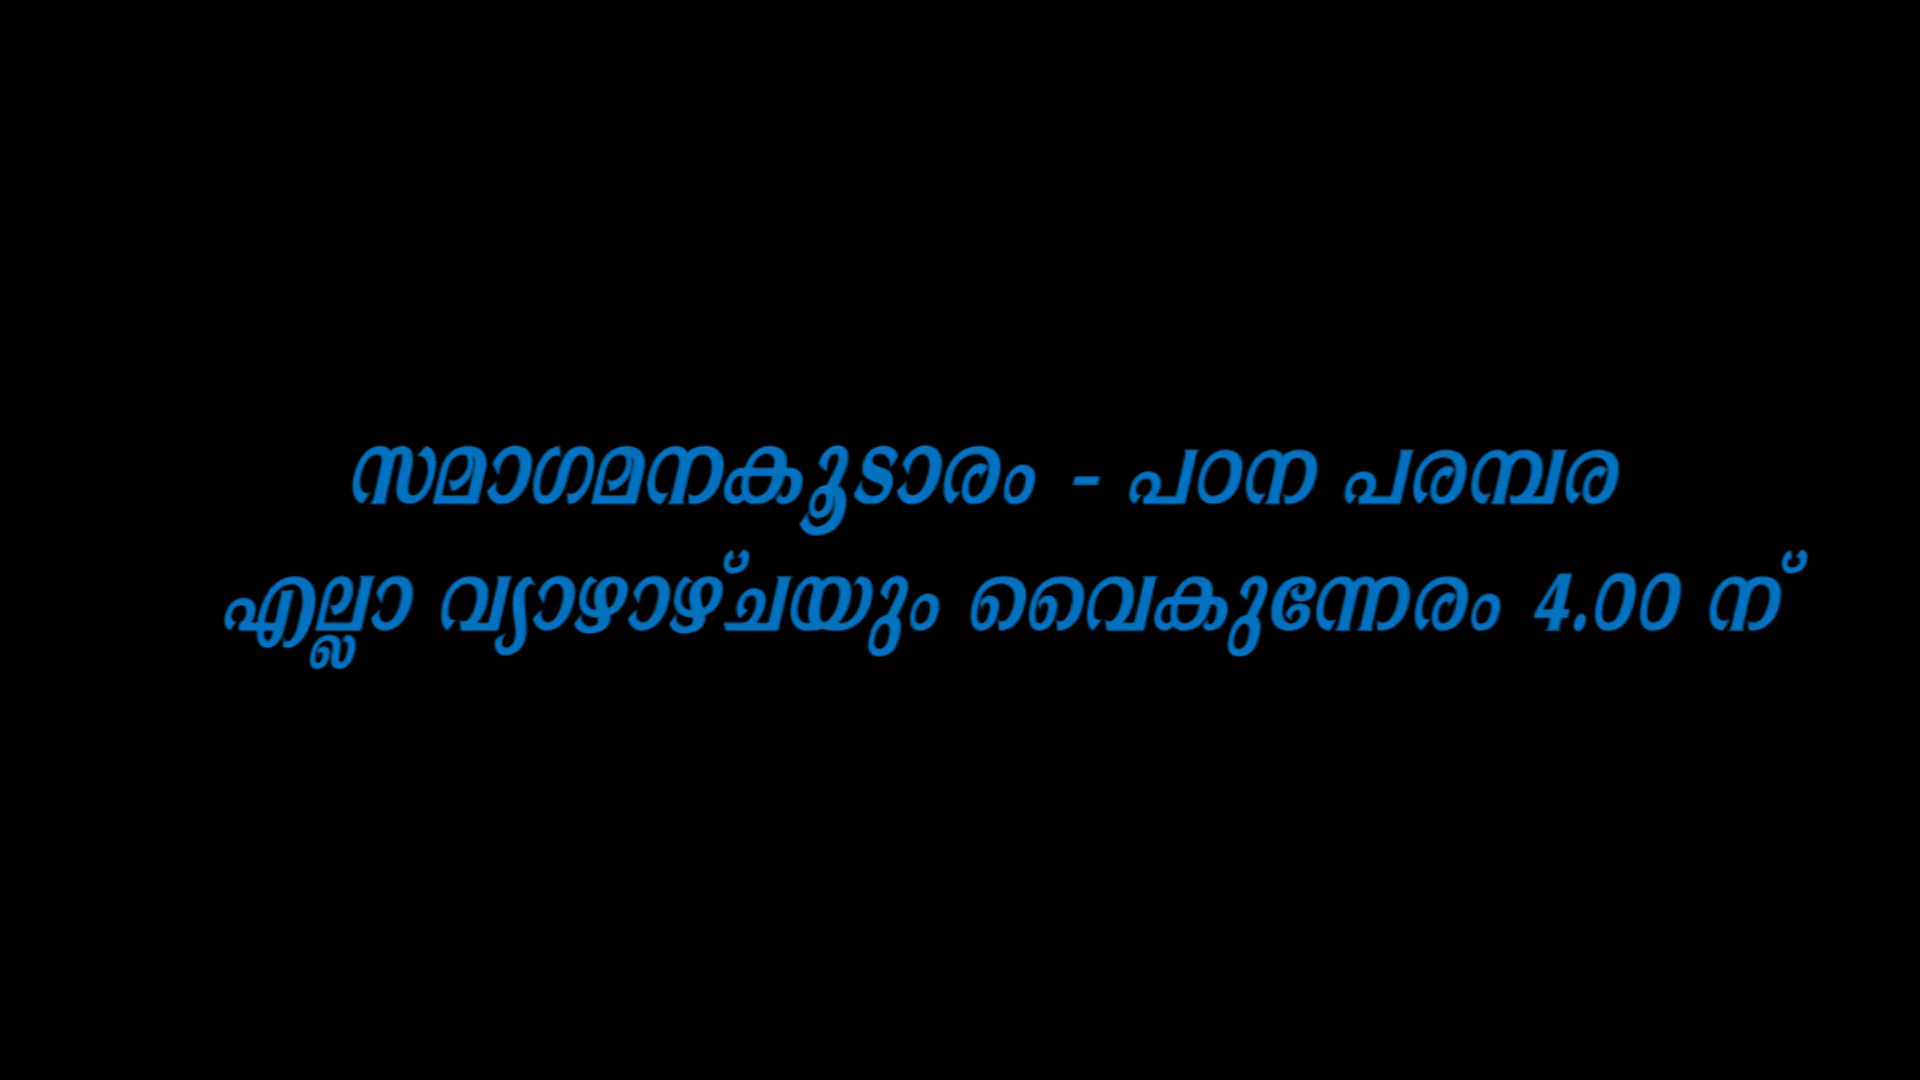 സമാഗമനകൂടാരം - പഠന പരമ്പര
എല്ലാ വ്യാഴാഴ്ചയും വൈകുന്നേരം 4.00 ന്